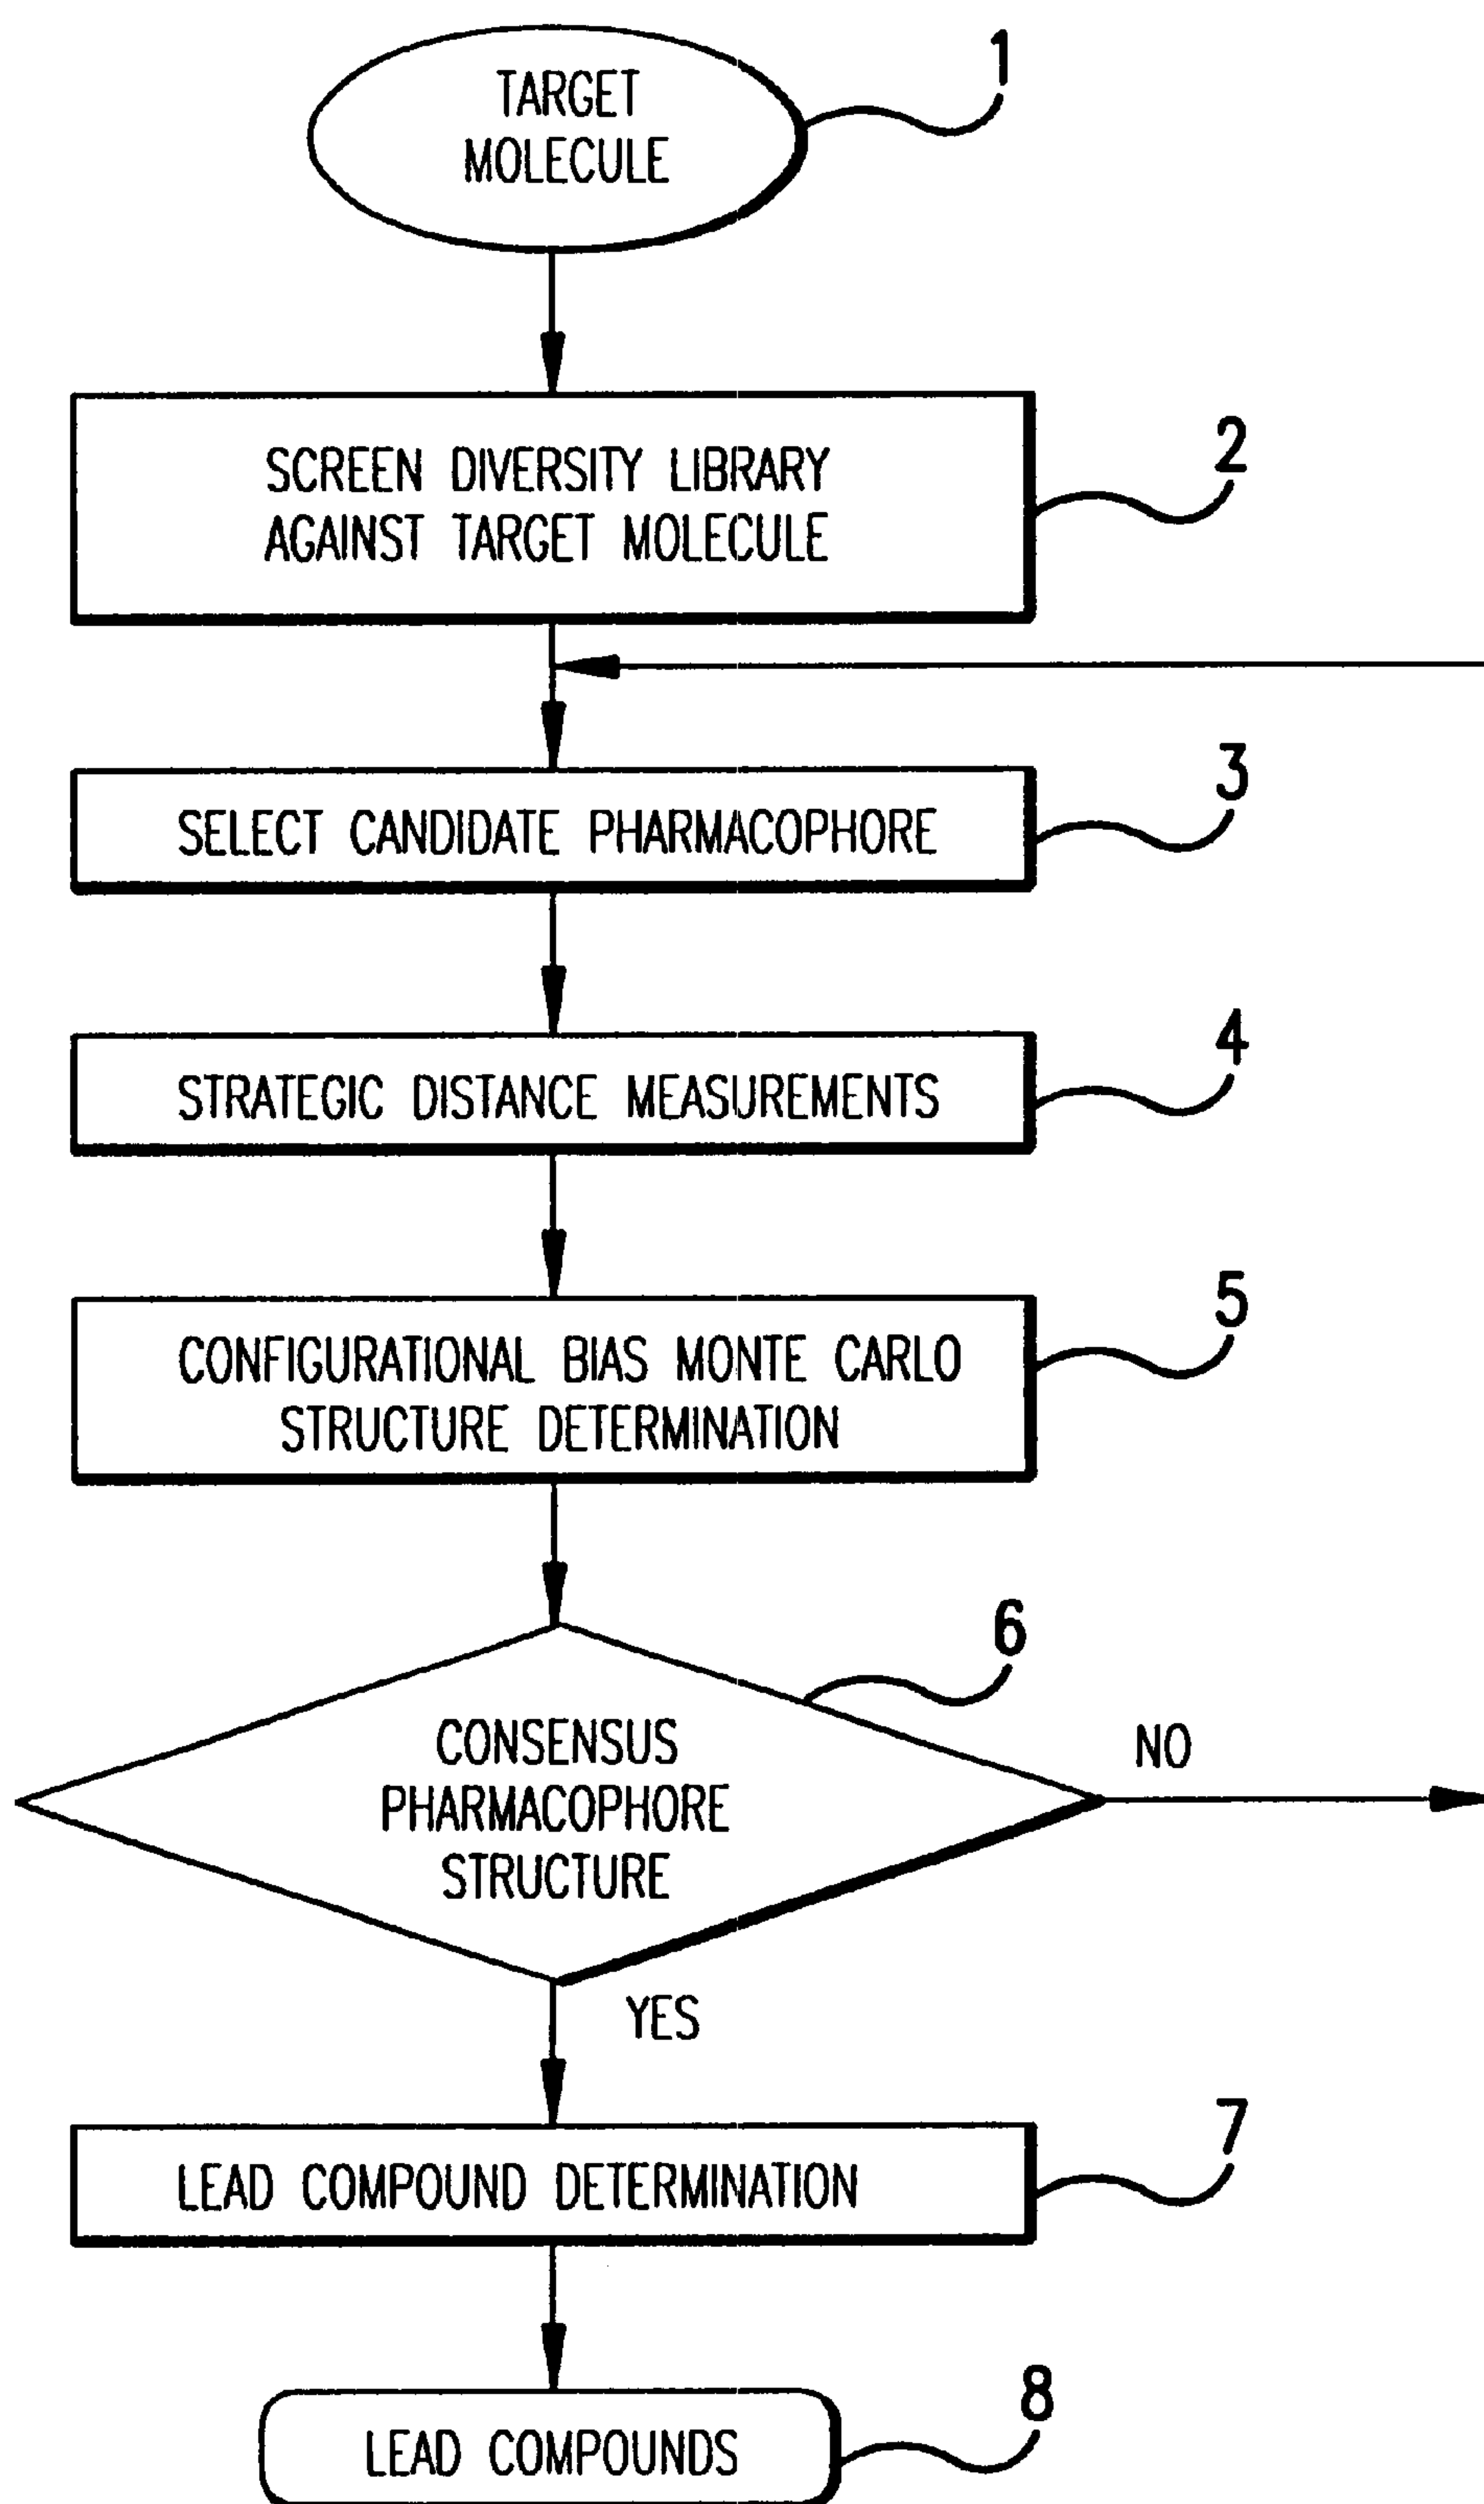 TARGET
MOLECULE
1
SCREEN DIVERSITY LIBRARY
AGAINST TARGET MOLECULE
2
SELECT CANDIDATE PHARMACOPHORE
3
STRATEGIC DISTANCE MEASUREMENTS
4
CONFIGURATIONAL BIAS MONTE CARLO
STRUCTURE DETERMINATION
5
CONSENSUS
PHARMACOPHORE
STRUCTURE
6
NO
YES
LEAD COMPOUND DETERMINATION
7
LEAD COMPOUNDS
8